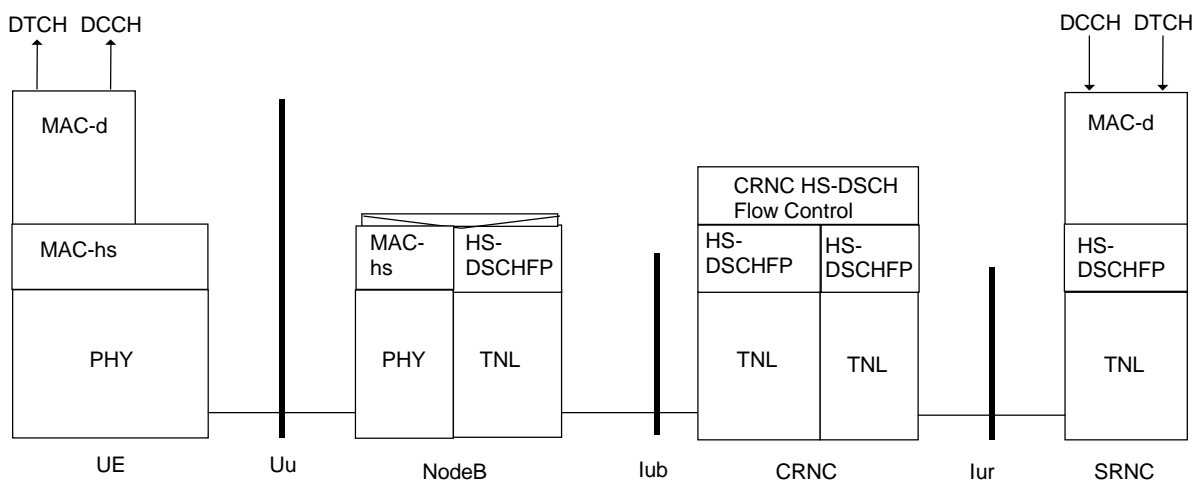 DTCH DCCH
DCCH DTCH
MAC-d
MAC-d
CRNC HS-DSCH
Flow Control
MAC-hs
MAC-
hs
HS-
DSCHFP
HS-
DSCHFP
HS-
DSCHFP
HS-
DSCHFP
PHY
PHY
TNL
TNL
TNL
TNL
UE
Uu
NodeB
Iub
CRNC
Iur
SRNC